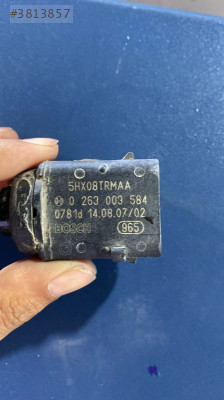 #3813857
5HX08TRMAA
0 263 003 584
0781d 14.08.07/02
BOSCH
965